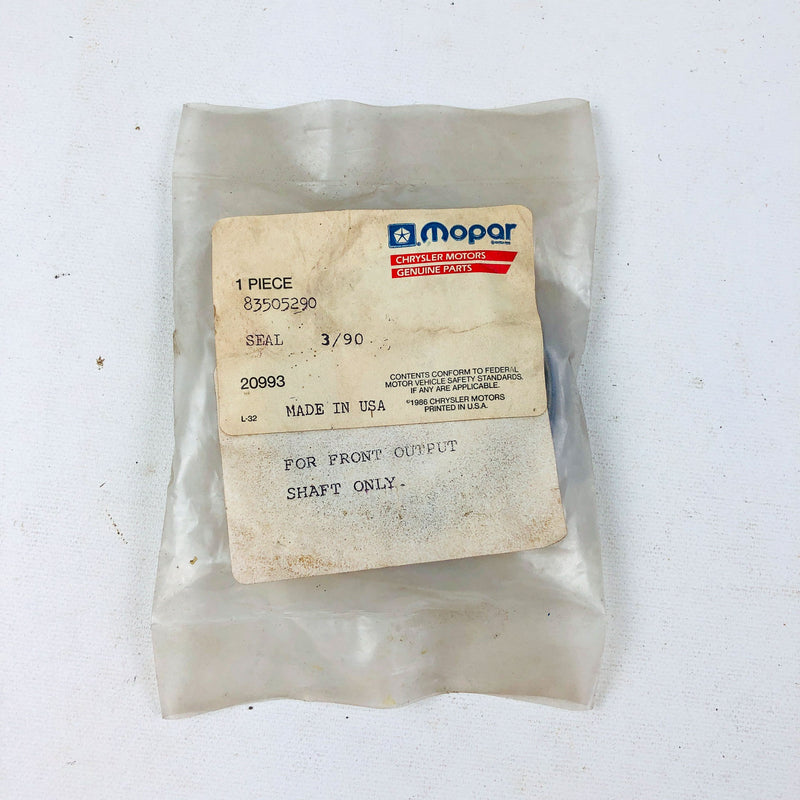 Mopar
CHRYSLER MOTORS
GENUINE PARTS
1 PIECE
83505290
SEAL 3/90
20993
CONTENTS CONFORM TO FEDERAL
MOTOR VEHICLE SAFETY STANDARDS.
IF ANY ARE APPLICABLE.
©1986 CHRYSLER MOTORS
PRINTED IN U.S.A.
L-32
MADE IN USA
FOR FRONT OUTPUT
SHAFT ONLY.